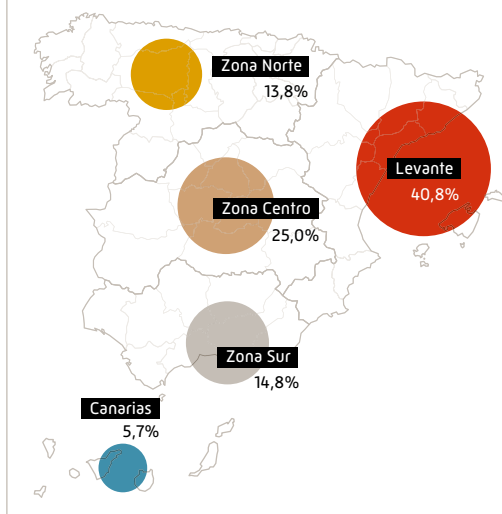 Zona Norte
13,8%
Levante
40,8%
Zona Centro
25,0%
Zona Sur
14,8%
Canarias
5,7%